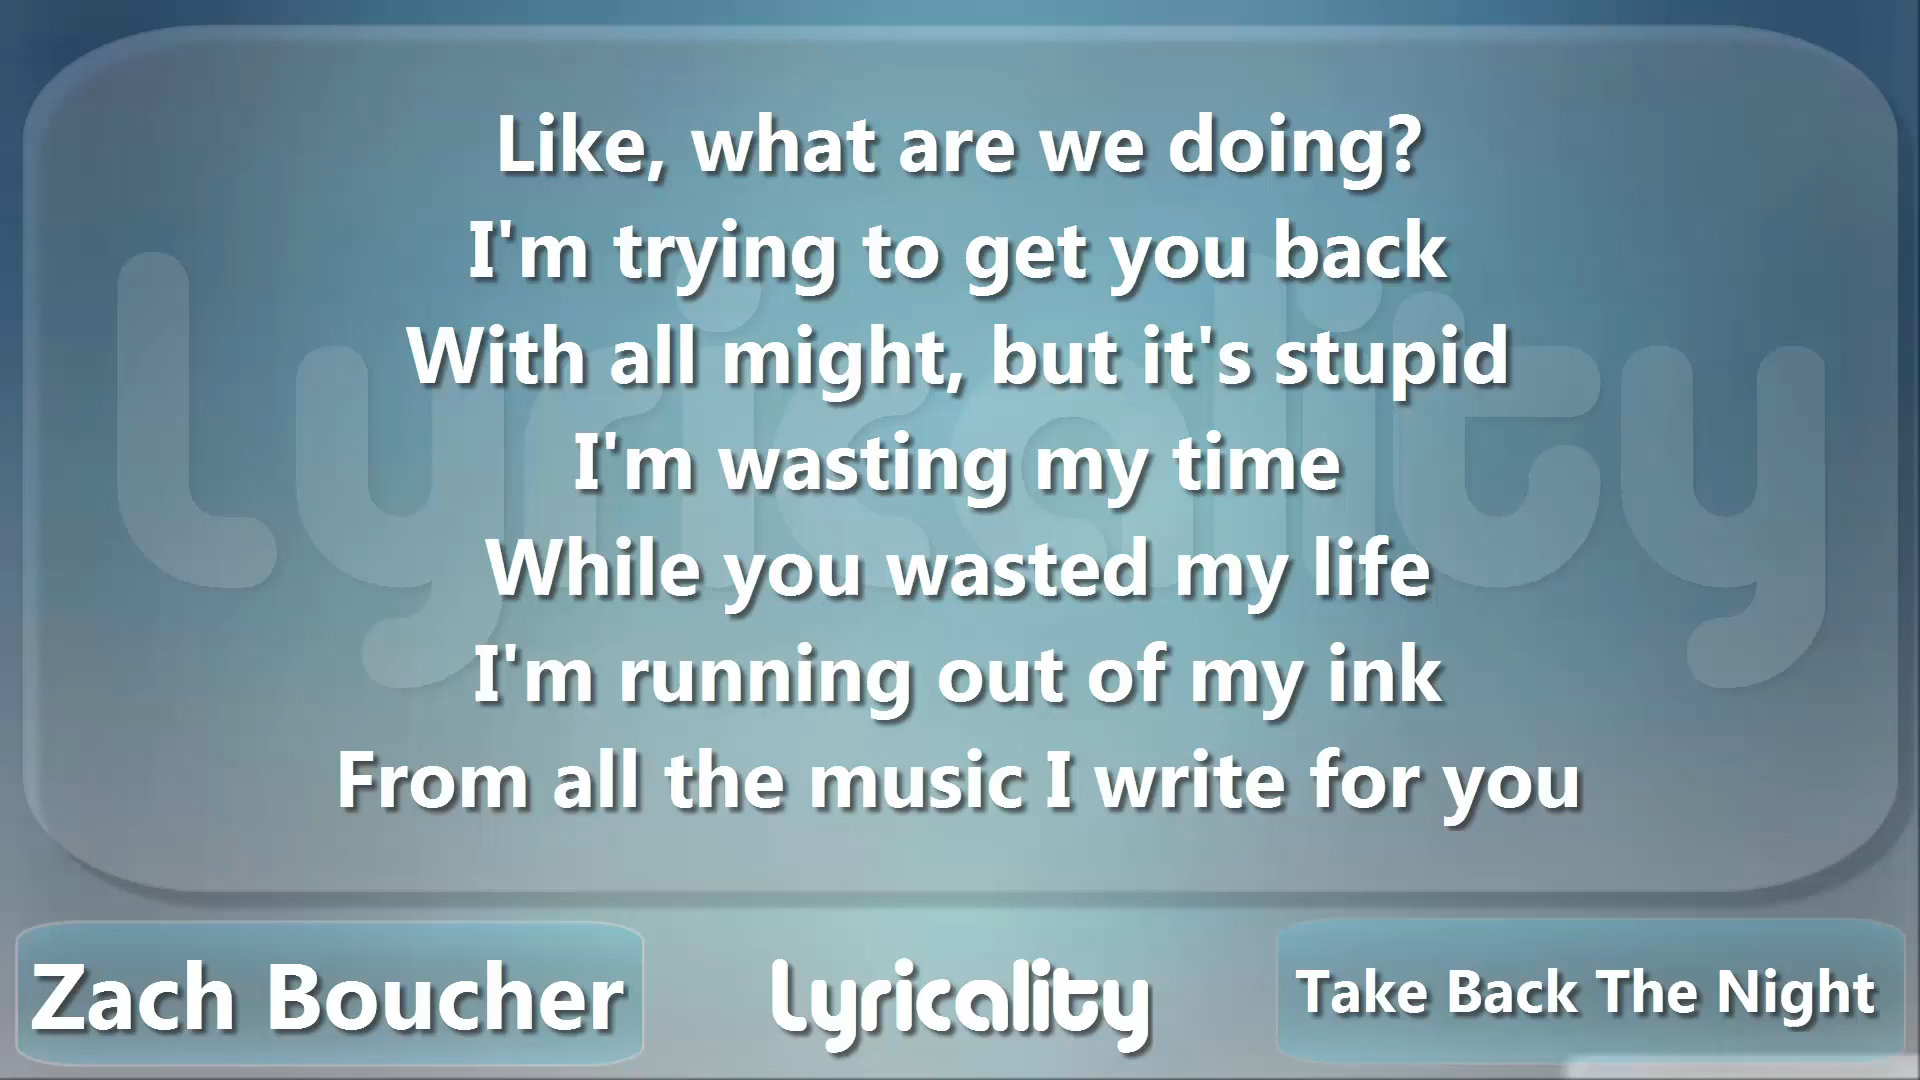 Like, what are we doing?
I'm trying to get you back
With all might, but it's stupid
I'm wasting my time
While you wasted my life
I'm running out of my ink
From all the music I write for you
Lyricality
Zach Boucher
Lyricality
Take Back The Night